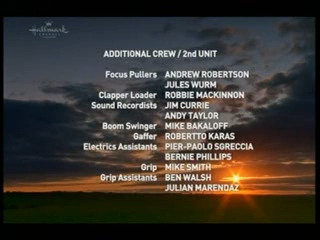 Hallmark
CHANNEL
ADDITIONAL CREW / 2nd UNIT
Focus Pullers ANDREW ROBERTSON
JULES WURM
Clapper Loader ROBBIE MACKINNON
Sound Recordists JIM CURRIE
ANDY TAYLOR
Boom Swinger MIKE BAKALOFF
Gaffer ROBERTTO KARAS
Electrics Assistants PIER-PAOLO SGRECCIA
BERNIE PHILLIPS
Grip MIKE SMITH
Grip Assistants BEN WALSH
JULIAN MARENDAZ